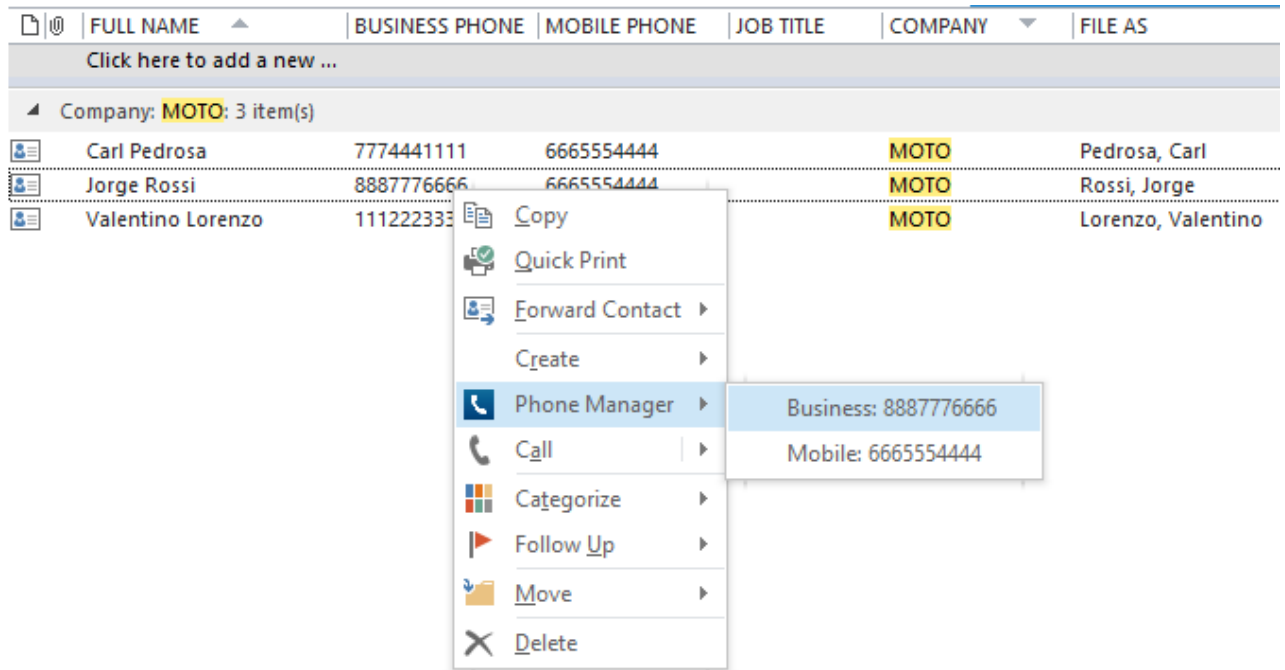 FULL NAME BUSINESS PHONE MOBILE PHONE JOB TITLE COMPANY FILE AS
Click here to add a new ...
Company: MOTO: 3 item(s)
Carl Pedrosa 7774441111 6665554444 MOTO Pedrosa, Carl
Jorge Rossi 8887776666 6665554444 MOTO Rossi, Jorge
Valentino Lorenzo 111222333 MOTO Lorenzo, Valentino
Copy
Quick Print
Forward Contact
Create
Phone Manager Business: 8887776666
Call Mobile: 6665554444
Categorize
Follow Up
Move
Delete